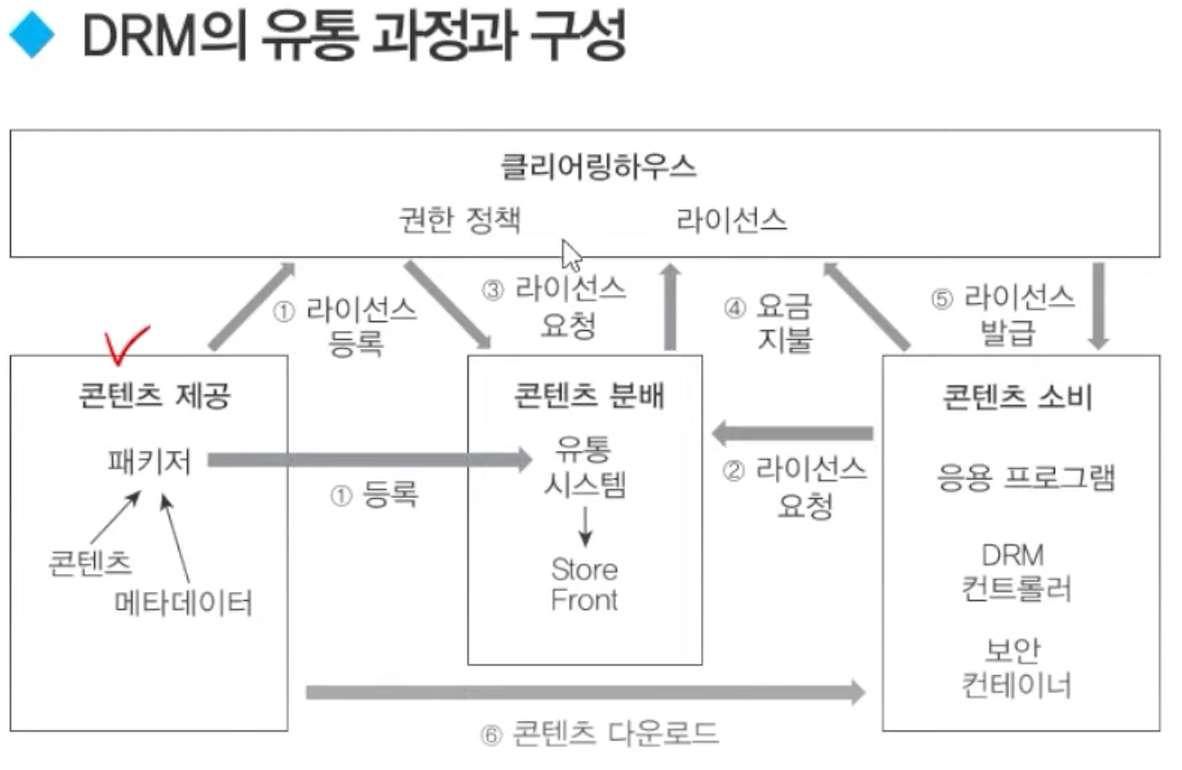 DRM의 유통 과정과 구성
클리어링하우스
권한 정책
라이선스
① 라이선스
등록
③ 라이선스
요청
④ 요금
지불
⑤ 라이선스
발급
콘텐츠 제공
패키저
콘텐츠
메타데이터
① 등록
콘텐츠 분배
유통
시스템
Store
Front
② 라이선스
요청
콘텐츠 소비
응용 프로그램
DRM
컨트롤러
보안
컨테이너
⑥ 콘텐츠 다운로드